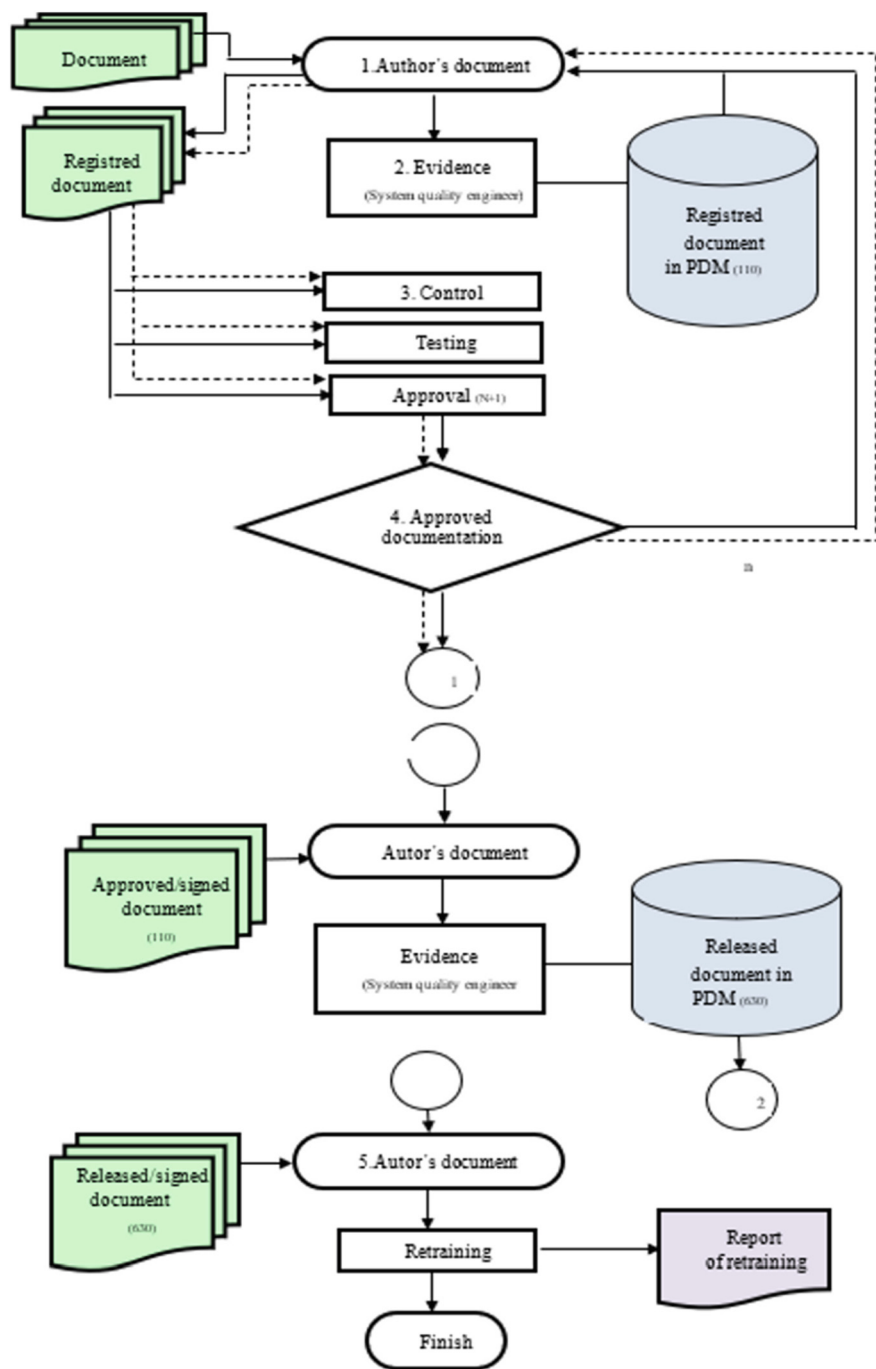 Document
1.Author's document
Registred
document
2. Evidence
(System quality engineer)
Registred
document
in PDM (110)
3. Control
Testing
Approval (N+1)
4. Approved
documentation
n
1
Autor's document
Approved/signed
document
(110)
Evidence
(System quality engineer
Released
document in
PDM (630)
2
5.Autor's document
Released/signed
document
(630)
Retraining
Report
of retraining
Finish